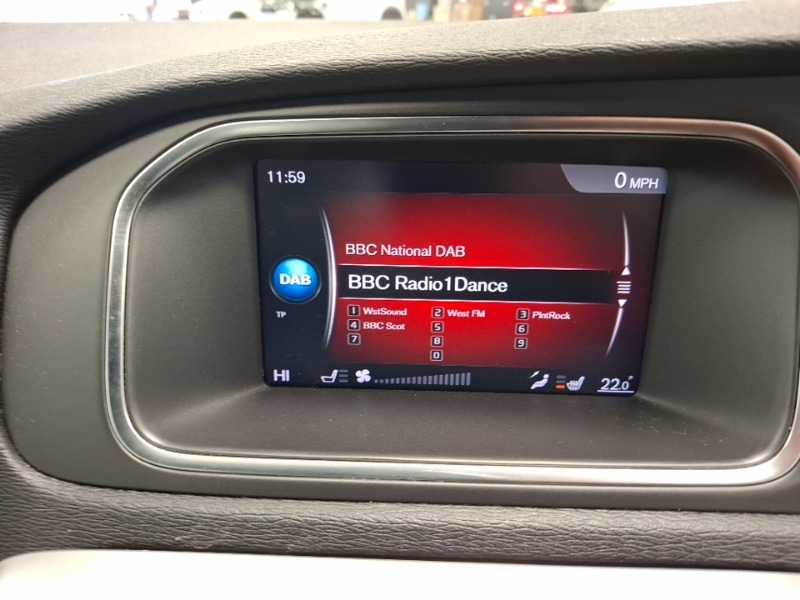 11:59
0 MPH
BBC National DAB
DAB
BBC Radio1Dance
TP
1 WstSound 2 West FM 3 PlntRock
4 BBC Scot 5 6
7 8 9
0
HI
22.0°